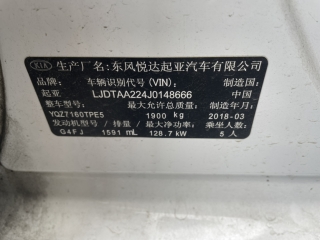 KIA 生产厂名:东风悦达起亚汽车有限公司
品牌: 车辆识别代号(VIN): 制造国:
起亚 LJDTAA224J0148666 中国
整车型号: 最大允许总质量: 制造年月:
YQZ7160TPE5 1900 kg 2018-03
发动机型号/排量/最大净功率: 乘坐人数:
G4FJ 1591 mL 128.7 kW 5 人